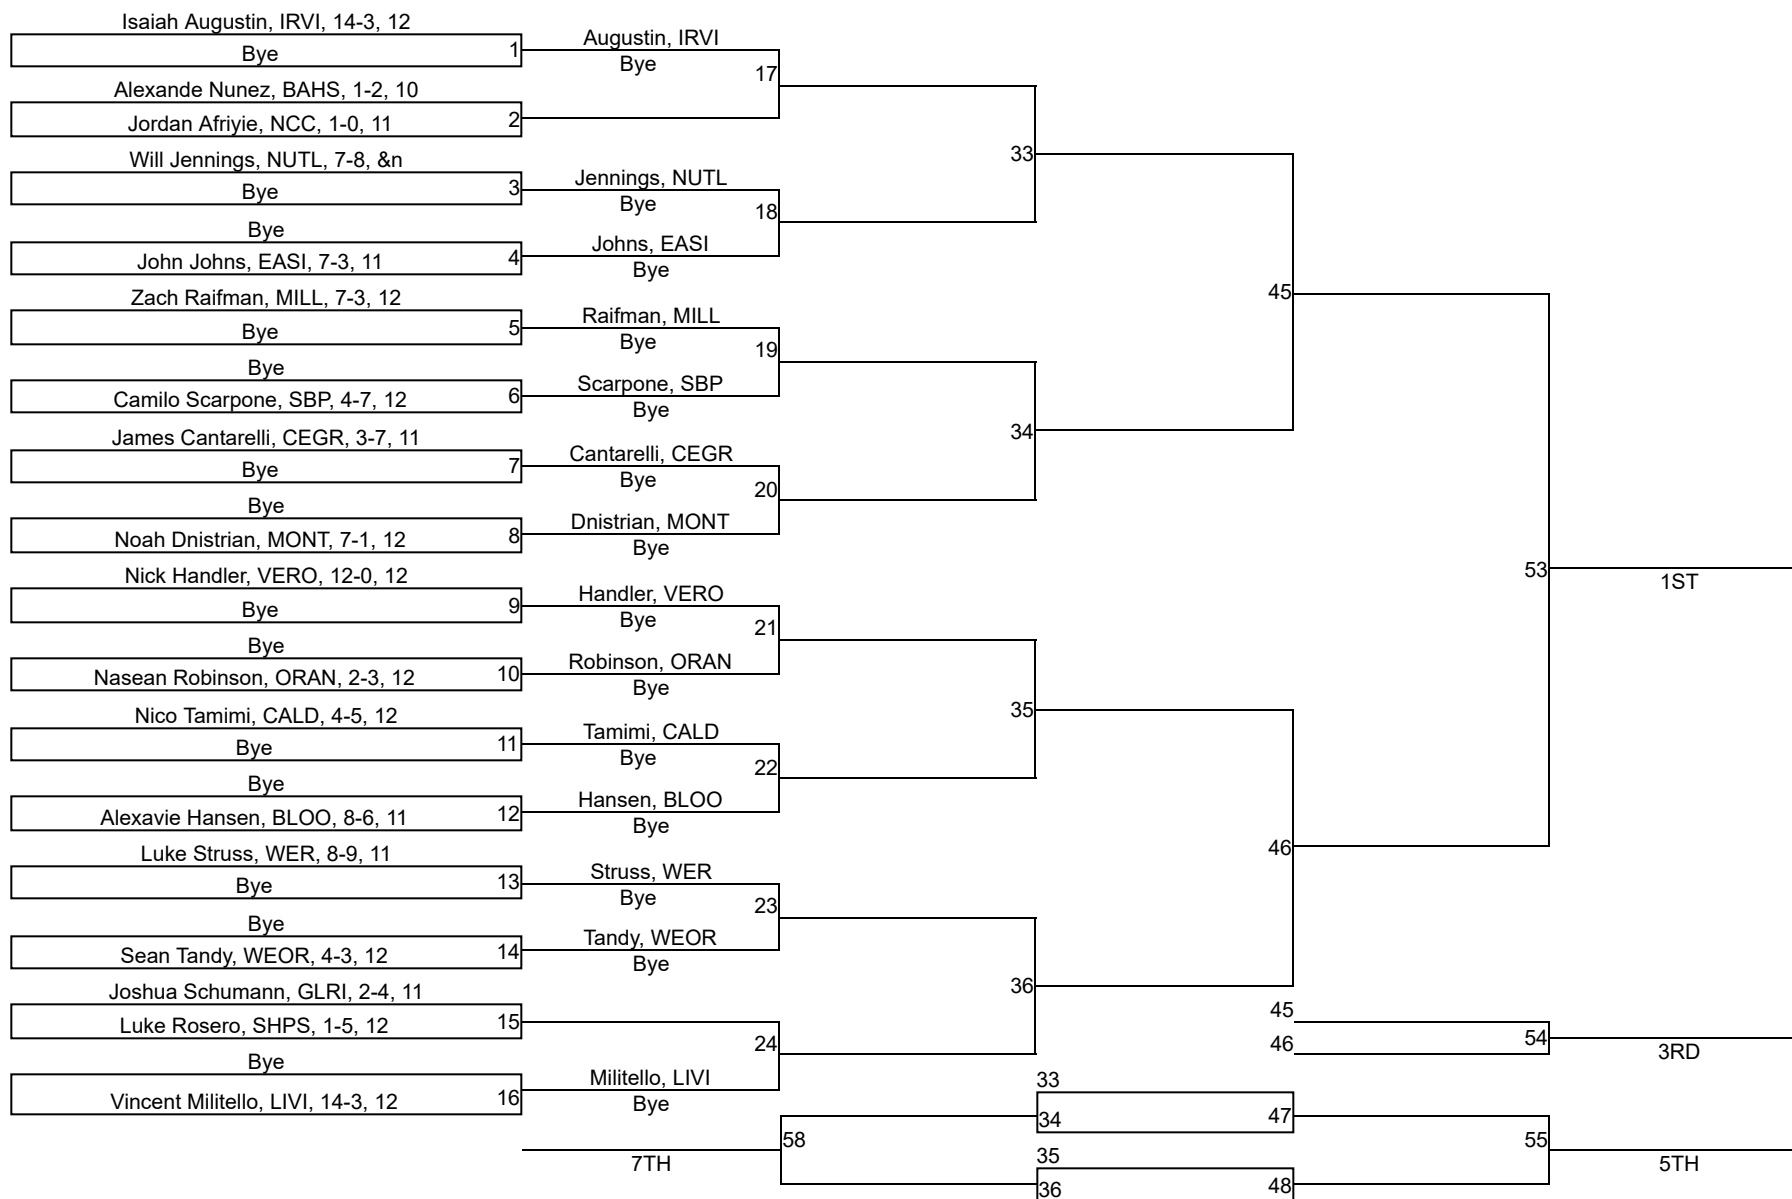 Isaiah Augustin, IRVI, 14-3, 12
Bye
1
Augustin, IRVI
Bye
17
Alexande Nunez, BAHS, 1-2, 10
Jordan Afriyie, NCC, 1-0, 11
2
33
Will Jennings, NUTL, 7-8, &n
Bye
3
Jennings, NUTL
Bye
18
Bye
John Johns, EASI, 7-3, 11
4
Johns, EASI
Bye
45
Zach Raifman, MILL, 7-3, 12
Bye
5
Raifman, MILL
Bye
19
Bye
Camilo Scarpone, SBP, 4-7, 12
6
Scarpone, SBP
Bye
34
James Cantarelli, CEGR, 3-7, 11
Bye
7
Cantarelli, CEGR
Bye
20
Bye
Noah Dnistrian, MONT, 7-1, 12
8
Dnistrian, MONT
Bye
53
1ST
Nick Handler, VERO, 12-0, 12
Bye
9
Handler, VERO
Bye
21
Bye
Nasean Robinson, ORAN, 2-3, 12
10
Robinson, ORAN
Bye
35
Nico Tamimi, CALD, 4-5, 12
Bye
11
Tamimi, CALD
Bye
22
Bye
Alexavie Hansen, BLOO, 8-6, 11
12
Hansen, BLOO
Bye
46
Luke Struss, WER, 8-9, 11
Bye
13
Struss, WER
Bye
23
Bye
Sean Tandy, WEOR, 4-3, 12
14
Tandy, WEOR
Bye
36
Joshua Schumann, GLRI, 2-4, 11
Luke Rosero, SHPS, 1-5, 12
15
24
45
46
54
3RD
Bye
Vincent Militello, LIVI, 14-3, 12
16
Militello, LIVI
Bye
33
34
47
58
7TH
55
5TH
35
36
48